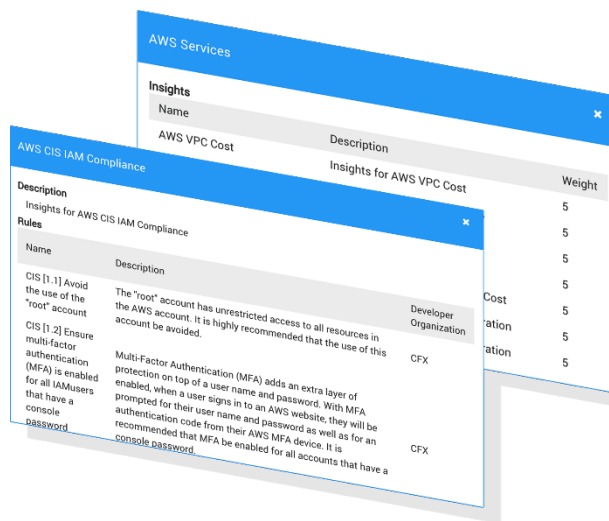 AWS Services
Insights
Name Description Weight
AWS VPC Cost Insights for AWS VPC Cost 5
5
5
5
Cost 5
ration 5
ration 5
AWS CIS IAM Compliance
Description
Insights for AWS CIS IAM Compliance
Rules
Name Description Developer
Organization
CIS [1.1] Avoid
the use of the
"root" account
The "root" account has unrestricted access to all resources in
the AWS account. It is highly recommended that the use of this
account be avoided.
CFX
CIS [1.2] Ensure
multi-factor
authentication
(MFA) is enabled
for all IAMusers
that have a
console
password
Multi-Factor Authentication (MFA) adds an extra layer of
protection on top of a user name and password. With MFA
enabled, when a user signs in to an AWS website, they will be
prompted for their user name and password as well as for an
authentication code from their AWS MFA device. It is
recommended that MFA be enabled for all accounts that have a
console password.
CFX